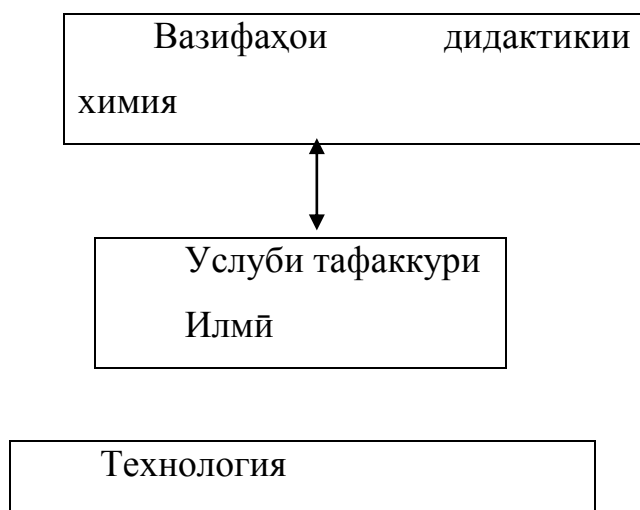 Вазифаҳои дидактикии
химия
Услуби тафаккури
Илмӣ
Технология